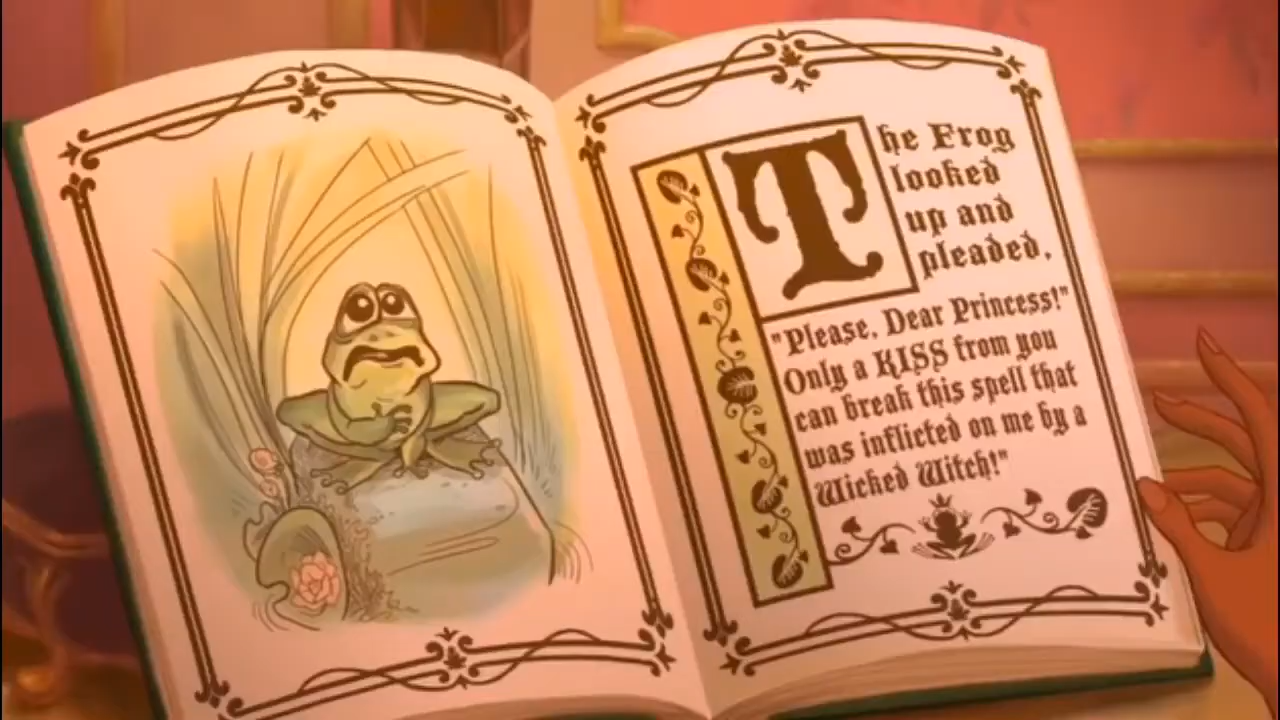 The Frog
looked
up and
pleaded,
"Please, Dear Princess!"
Only a KISS from you
can break this spell that
was inflicted on me by a
Wicked Witch!"